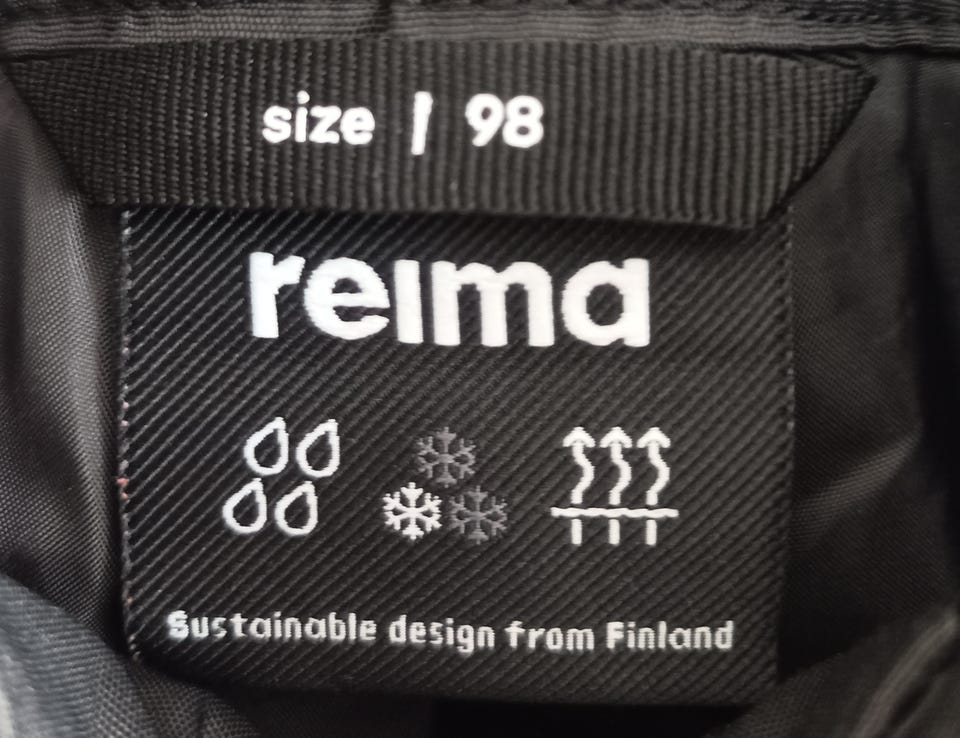 size / 98
reima
Sustainable design from Finland